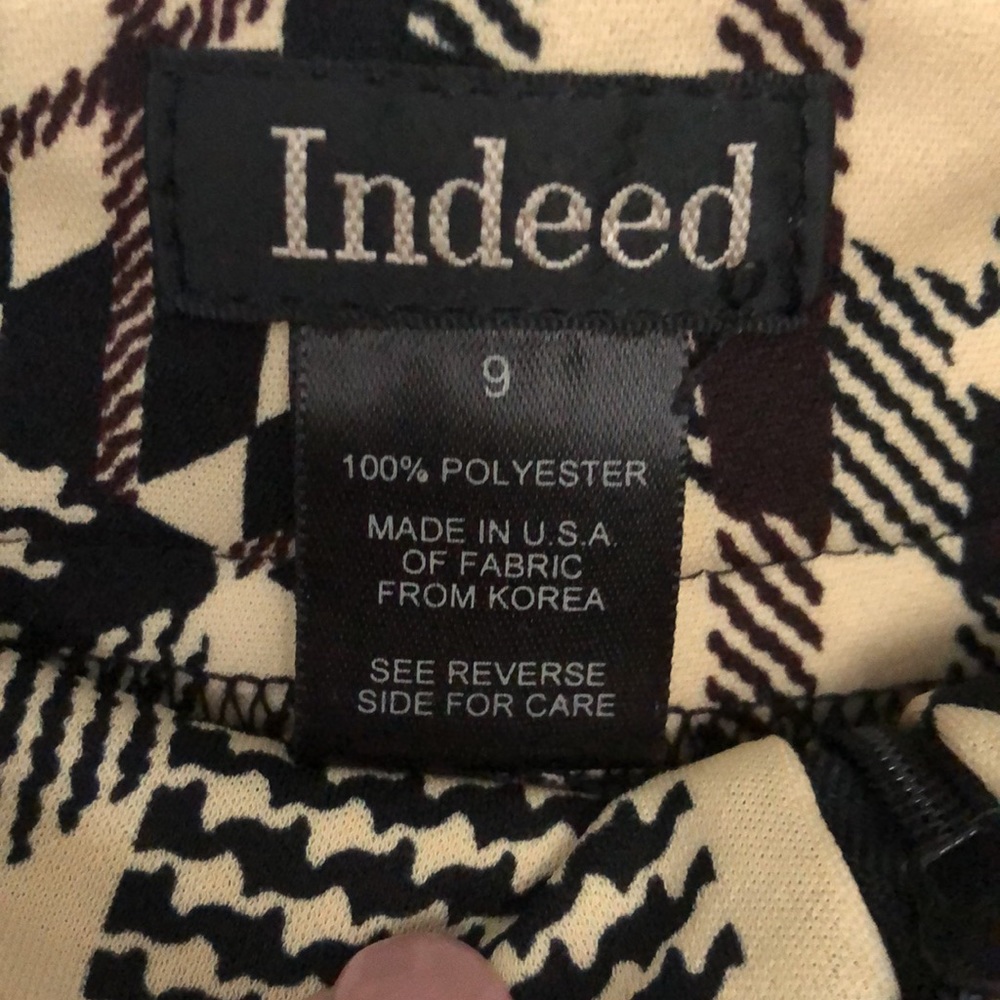 Indeed
9
100% POLYESTER
MADE IN U.S.A.
OF FABRIC
FROM KOREA
SEE REVERSE
SIDE FOR CARE